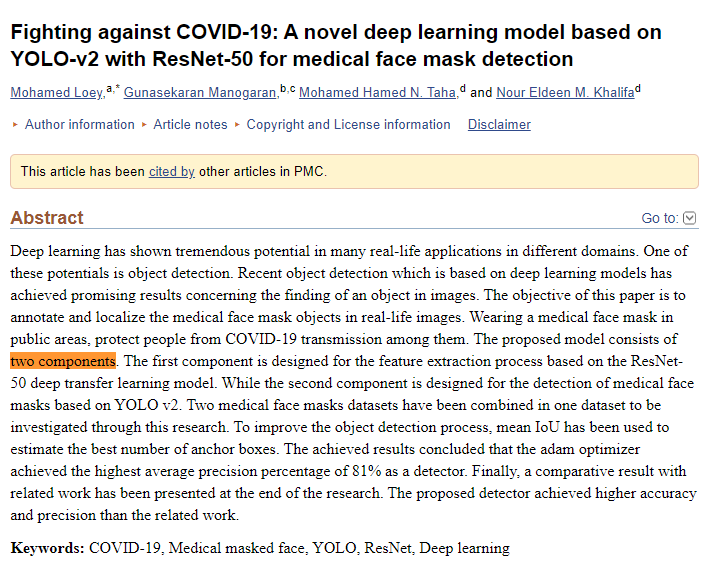 Fighting against COVID-19: A novel deep learning model based on
YOLO-v2 with ResNet-50 for medical face mask detection
Mohamed Loey,a,* Gunasekaran Manogaran,b,c Mohamed Hamed N. Taha,d and Nour Eldeen M. Khalifad
▸ Author information ▸ Article notes ▸ Copyright and License information Disclaimer
This article has been cited by other articles in PMC.
Abstract Go to:
Deep learning has shown tremendous potential in many real-life applications in different domains. One of
these potentials is object detection. Recent object detection which is based on deep learning models has
achieved promising results concerning the finding of an object in images. The objective of this paper is to
annotate and localize the medical face mask objects in real-life images. Wearing a medical face mask in
public areas, protect people from COVID-19 transmission among them. The proposed model consists of
two components. The first component is designed for the feature extraction process based on the ResNet-
50 deep transfer learning model. While the second component is designed for the detection of medical face
masks based on YOLO v2. Two medical face masks datasets have been combined in one dataset to be
investigated through this research. To improve the object detection process, mean IoU has been used to
estimate the best number of anchor boxes. The achieved results concluded that the adam optimizer
achieved the highest average precision percentage of 81% as a detector. Finally, a comparative result with
related work has been presented at the end of the research. The proposed detector achieved higher accuracy
and precision than the related work.
Keywords: COVID-19, Medical masked face, YOLO, ResNet, Deep learning